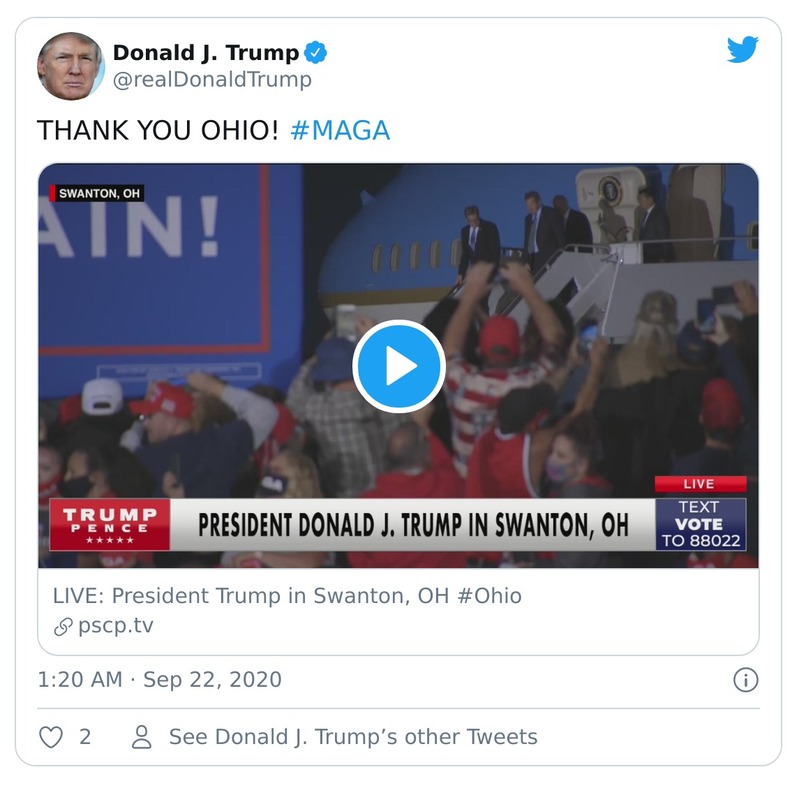 Donald J. Trump
@realDonaldTrump
THANK YOU OHIO! #MAGA
SWANTON, OH
AIN!
LIVE
TRUMP
PENCE
PRESIDENT DONALD J. TRUMP IN SWANTON, OH
TEXT
VOTE
TO 88022
LIVE: President Trump in Swanton, OH #Ohio
pscp.tv
1:20 AM · Sep 22, 2020
2
See Donald J. Trump’s other Tweets